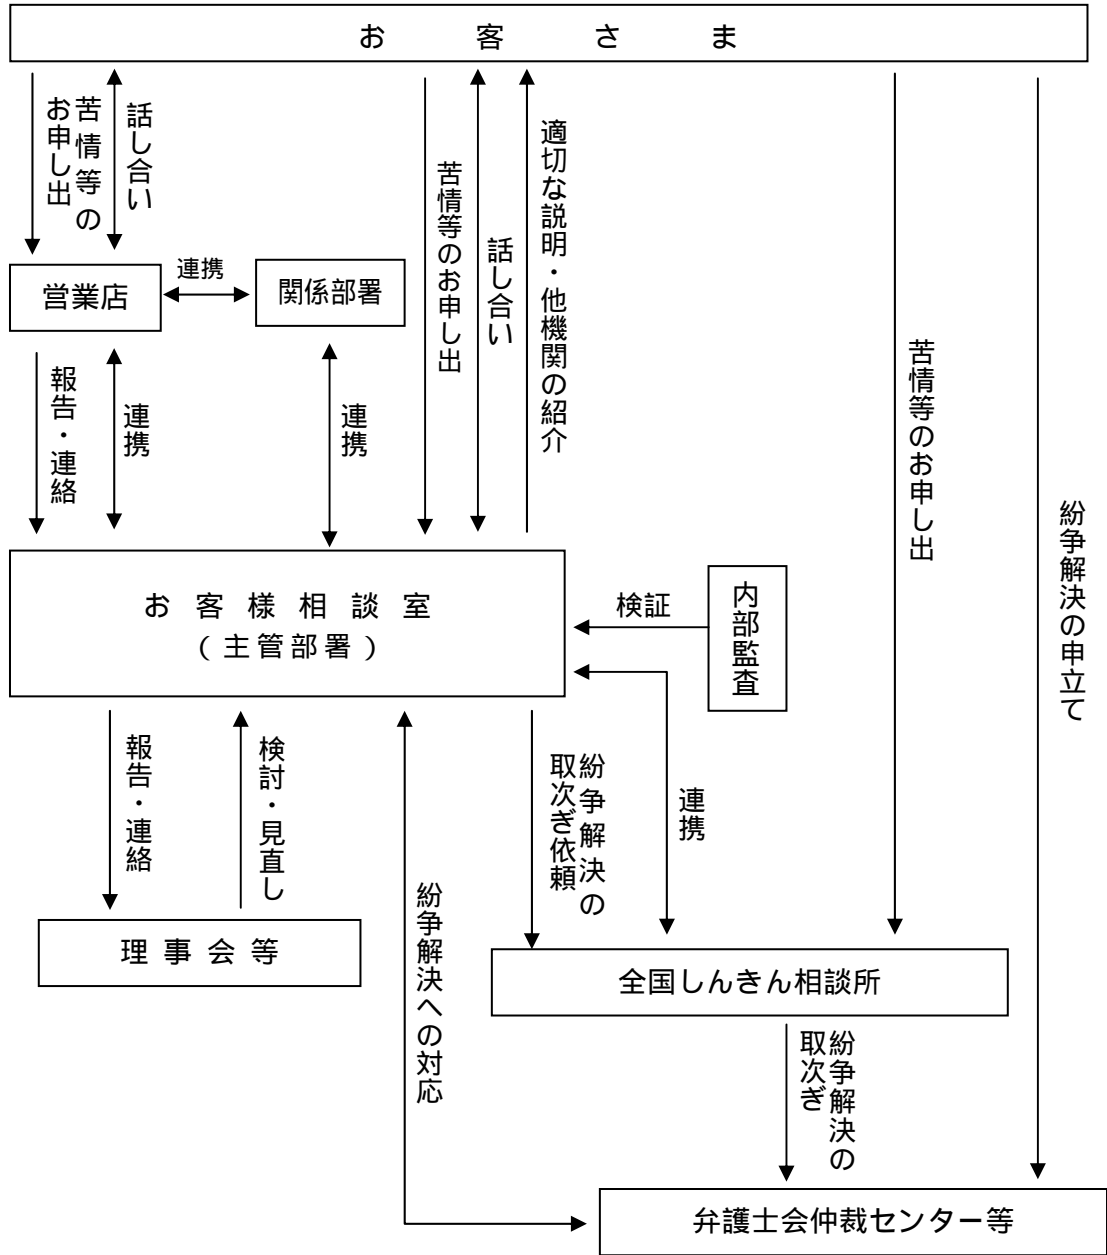 お客さま
苦情等の
お申し出
話し合い
苦情等のお申し出
話し合い
適切な説明・他機関の紹介
苦情等のお申し出
紛争解決の申立て
営業店
連携
関係部署
報告・連絡
連携
連携
お客様相談室
(主管部署)
検証
内部監査
報告・連絡
検討・見直し
紛争解決への対応
紛争解決の
取次ぎ依頼
連携
理事会等
全国しんきん相談所
紛争解決の
取次ぎ
弁護士会仲裁センター等